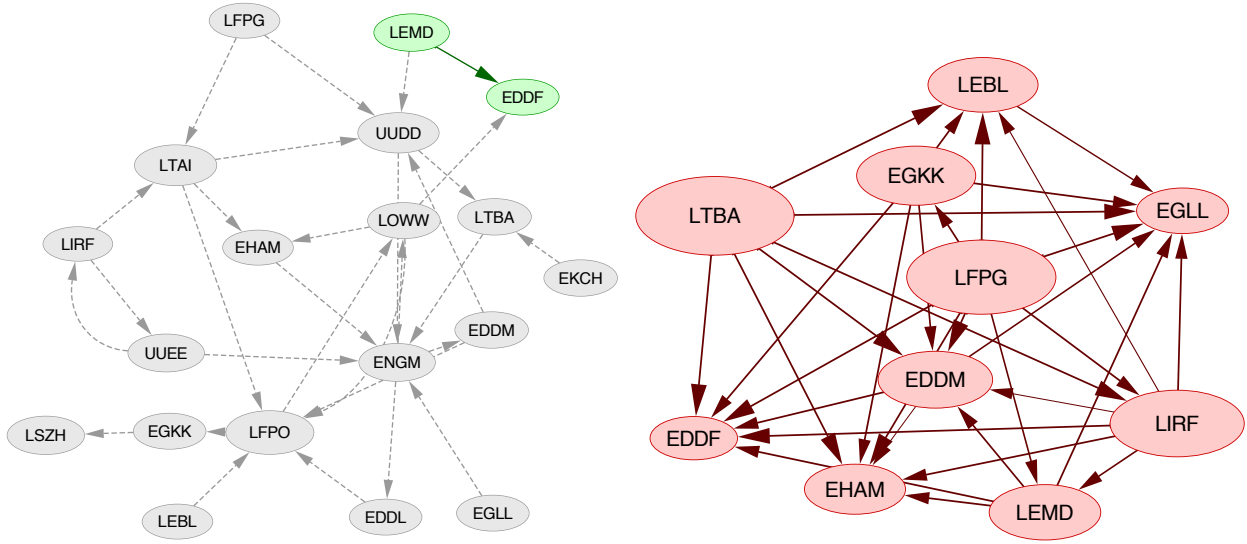 LFPG
LEMD
EDDF
UUDD
LTAI
LOWW
LTBA
LIRF
EHAM
EKCH
EDDM
UUEE
ENGM
LSZH
EGKK
LFPO
LEBL
EDDL
EGLL
LEBL
EGKK
LTBA
EGLL
LFPG
EDDM
LIRF
EDDF
EHAM
LEMD